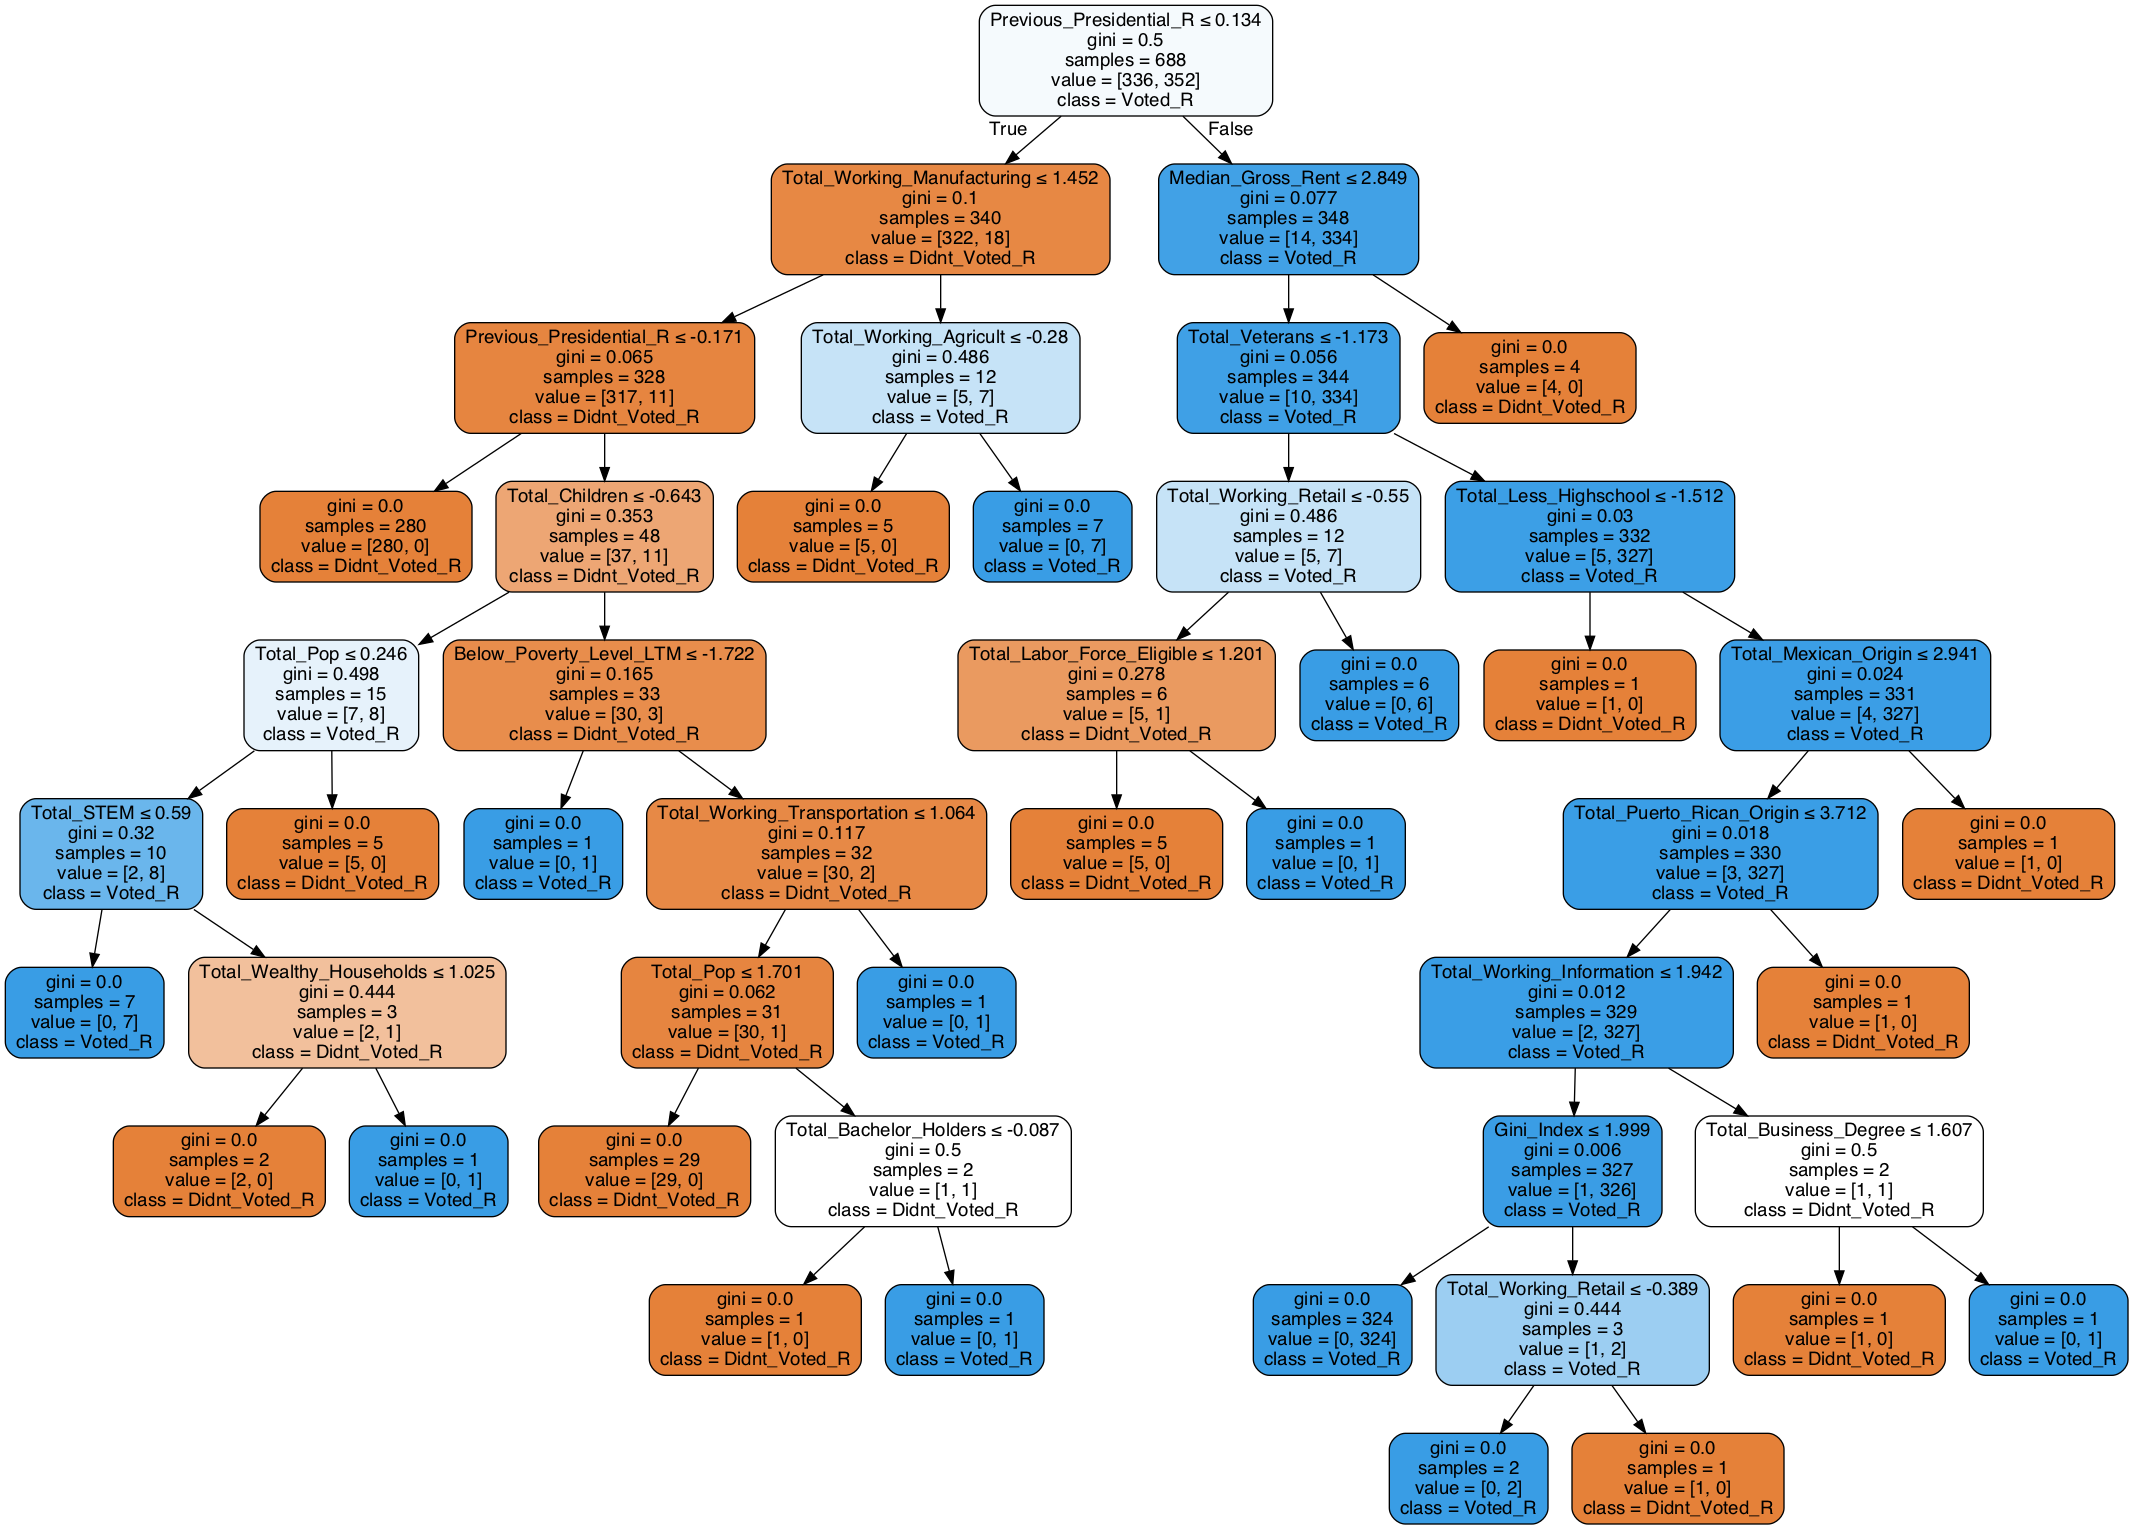 Previous_Presidential_R ≤ 0.134
gini = 0.5
samples = 688
value = [336, 352]
class = Voted_R
True
False
Total_Working_Manufacturing ≤ 1.452
gini = 0.1
samples = 340
value = [322, 18]
class = Didnt_Voted_R
Median_Gross_Rent ≤ 2.849
gini = 0.077
samples = 348
value = [14, 334]
class = Voted_R
Previous_Presidential_R ≤ -0.171
gini = 0.065
samples = 328
value = [317, 11]
class = Didnt_Voted_R
Total_Working_Agricult ≤ -0.28
gini = 0.486
samples = 12
value = [5, 7]
class = Voted_R
Total_Veterans ≤ -1.173
gini = 0.056
samples = 344
value = [10, 334]
class = Voted_R
gini = 0.0
samples = 4
value = [4, 0]
class = Didnt_Voted_R
gini = 0.0
samples = 280
value = [280, 0]
class = Didnt_Voted_R
Total_Children ≤ -0.643
gini = 0.353
samples = 48
value = [37, 11]
class = Didnt_Voted_R
gini = 0.0
samples = 5
value = [5, 0]
class = Didnt_Voted_R
gini = 0.0
samples = 7
value = [0, 7]
class = Voted_R
Total_Working_Retail ≤ -0.55
gini = 0.486
samples = 12
value = [5, 7]
class = Voted_R
Total_Less_Highschool ≤ -1.512
gini = 0.03
samples = 332
value = [5, 327]
class = Voted_R
Total_Pop ≤ 0.246
gini = 0.498
samples = 15
value = [7, 8]
class = Voted_R
Below_Poverty_Level_LTM ≤ -1.722
gini = 0.165
samples = 33
value = [30, 3]
class = Didnt_Voted_R
Total_Labor_Force_Eligible ≤ 1.201
gini = 0.278
samples = 6
value = [5, 1]
class = Didnt_Voted_R
gini = 0.0
samples = 6
value = [0, 6]
class = Voted_R
gini = 0.0
samples = 1
value = [1, 0]
class = Didnt_Voted_R
Total_Mexican_Origin ≤ 2.941
gini = 0.024
samples = 331
value = [4, 327]
class = Voted_R
Total_STEM ≤ 0.59
gini = 0.32
samples = 10
value = [2, 8]
class = Voted_R
gini = 0.0
samples = 5
value = [5, 0]
class = Didnt_Voted_R
gini = 0.0
samples = 1
value = [0, 1]
class = Voted_R
Total_Working_Transportation ≤ 1.064
gini = 0.117
samples = 32
value = [30, 2]
class = Didnt_Voted_R
gini = 0.0
samples = 5
value = [5, 0]
class = Didnt_Voted_R
gini = 0.0
samples = 1
value = [0, 1]
class = Voted_R
Total_Puerto_Rican_Origin ≤ 3.712
gini = 0.018
samples = 330
value = [3, 327]
class = Voted_R
gini = 0.0
samples = 1
value = [1, 0]
class = Didnt_Voted_R
gini = 0.0
samples = 7
value = [0, 7]
class = Voted_R
Total_Wealthy_Households ≤ 1.025
gini = 0.444
samples = 3
value = [2, 1]
class = Didnt_Voted_R
Total_Pop ≤ 1.701
gini = 0.062
samples = 31
value = [30, 1]
class = Didnt_Voted_R
gini = 0.0
samples = 1
value = [0, 1]
class = Voted_R
Total_Working_Information ≤ 1.942
gini = 0.012
samples = 329
value = [2, 327]
class = Voted_R
gini = 0.0
samples = 1
value = [1, 0]
class = Didnt_Voted_R
gini = 0.0
samples = 2
value = [2, 0]
class = Didnt_Voted_R
gini = 0.0
samples = 1
value = [0, 1]
class = Voted_R
gini = 0.0
samples = 29
value = [29, 0]
class = Didnt_Voted_R
Total_Bachelor_Holders ≤ -0.087
gini = 0.5
samples = 2
value = [1, 1]
class = Didnt_Voted_R
Gini_Index ≤ 1.999
gini = 0.006
samples = 327
value = [1, 326]
class = Voted_R
Total_Business_Degree ≤ 1.607
gini = 0.5
samples = 2
value = [1, 1]
class = Didnt_Voted_R
gini = 0.0
samples = 1
value = [1, 0]
class = Didnt_Voted_R
gini = 0.0
samples = 1
value = [0, 1]
class = Voted_R
gini = 0.0
samples = 324
value = [0, 324]
class = Voted_R
Total_Working_Retail ≤ -0.389
gini = 0.444
samples = 3
value = [1, 2]
class = Voted_R
gini = 0.0
samples = 1
value = [1, 0]
class = Didnt_Voted_R
gini = 0.0
samples = 1
value = [0, 1]
class = Voted_R
gini = 0.0
samples = 2
value = [0, 2]
class = Voted_R
gini = 0.0
samples = 1
value = [1, 0]
class = Didnt_Voted_R